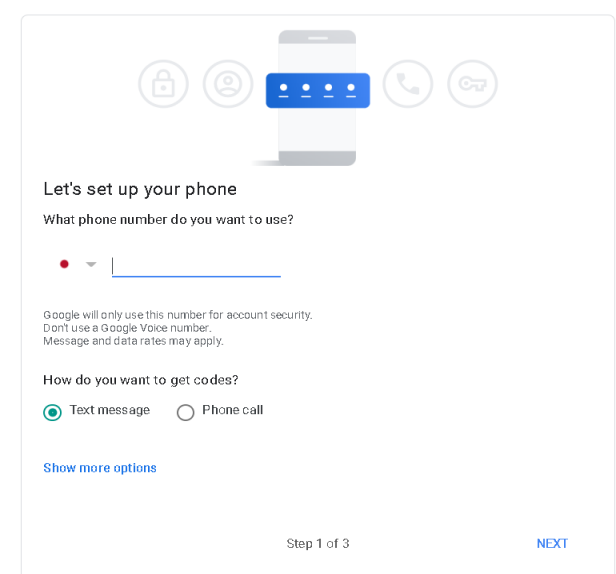 Let's set up your phone
What phone number do you want to use?
Google will only use this number for account security.
Don't use a Google Voice number.
Message and data rates may apply.
How do you want to get codes?
Text message Phone call
Show more options
Step 1 of 3 NEXT